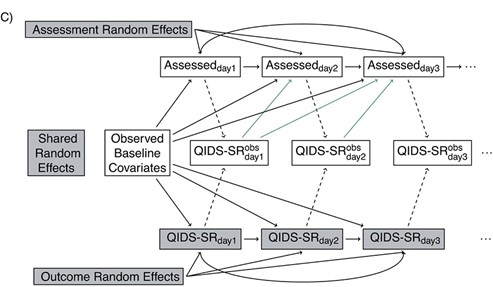 C)
Assessment Random Effects
Assessed day1 Assessed day2 Assessed day3 ...
Shared
Random
Effects
Observed
Baseline
Covariates
QIDS-SR obs day1 QIDS-SR obs day2 QIDS-SR obs day3 ...
QIDS-SR day1 QIDS-SR day2 QIDS-SR day3 ...
Outcome Random Effects